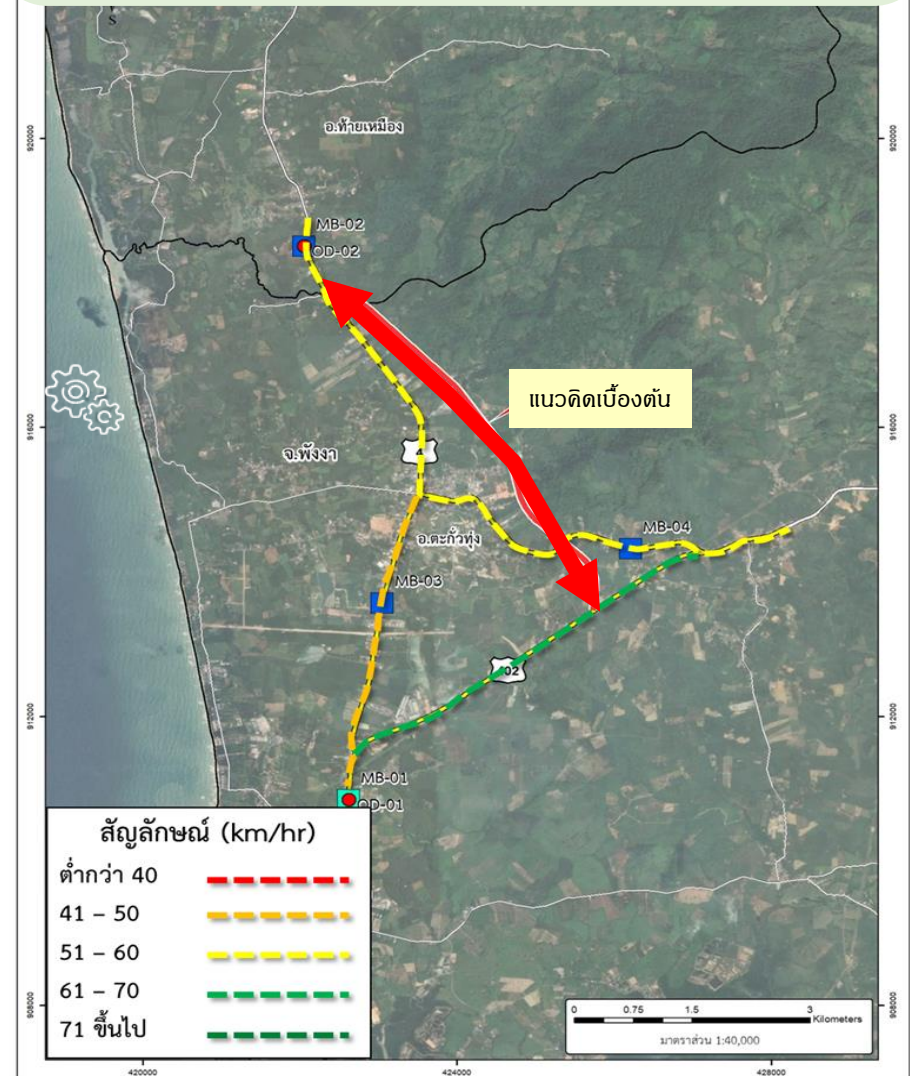 S
อ.ท้ายเหมือง
MB-02
OD-02
แนวคิดเบื้องต้น
4
จ.พังงา
MB-04
อ.ตะกั่วทุ่ง
MB-03
02
MB-01
OD-01
สัญลักษณ์ (km/hr)
ต่ำกว่า 40
41 – 50
51 – 60
61 – 70
71 ขึ้นไป
0 0.75 1.5 3
Kilometers
มาตราส่วน 1:40,000
920000
916000
912000
908000
920000
916000
912000
908000
420000 424000 428000